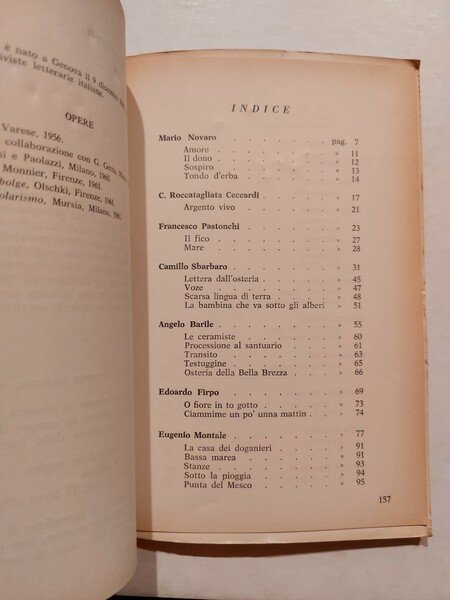 è nato a Genova il 9 dicembre
riviste letterarie italiane.
OPERE
Varese, 1956.
collaborazione con G.
ni e Paolazzi, Milano, 1960
Monnier, Firenze, 1961.
bolge, Olschki, Firenze, 1961.
olarismo, Mursia, Milano, 196
INDICE
Mario Novaro . . . . . . . . pag. 7
Amore . . . . . . . . » 11
Il dono . . . . . . . . » 12
Sospiro . . . . . . . . » 13
Tondo d'erba . . . . . . . » 14
C. Roccatagliata Ceccardi . . . . . » 17
Argento vivo . . . . . . . » 21
Francesco Pastonchi . . . . . . » 23
Il fico . . . . . . . . » 27
Mare . . . . . . . . » 28
Camillo Sbarbaro . . . . . . . » 31
Lettera dall'osteria . . . . . » 45
Voze . . . . . . . . » 47
Scarsa lingua di terra . . . . » 48
La bambina che va sotto gli alberi . » 51
Angelo Barile . . . . . . . . » 55
Le ceramiste . . . . . . . » 60
Processione al santuario . . . . » 61
Transito . . . . . . . . » 63
Testuggine . . . . . . . » 65
Osteria della Bella Brezza . . . » 66
Edoardo Firpo . . . . . . . . » 69
O fiore in to gotto . . . . . » 73
Ciammime un po' unna mattin . . . » 74
Eugenio Montale . . . . . . . » 77
La casa dei doganieri . . . . . » 91
Bassa marea . . . . . . . » 91
Stanze . . . . . . . . » 93
Sotto la pioggia . . . . . . » 94
Punta del Mesco . . . . . . » 95
157